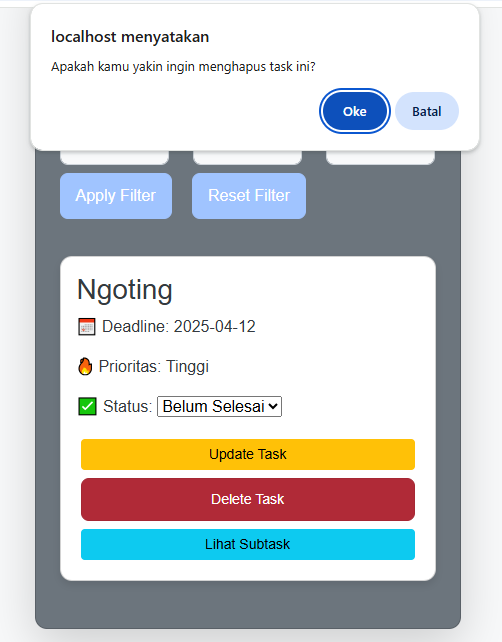 localhost menyatakan
Apakah kamu yakin ingin menghapus task ini?
Oke
Batal
Apply Filter
Reset Filter
Ngoting
Deadline: 2025-04-12
Prioritas: Tinggi
Status: Belum Selesai
Update Task
Delete Task
Lihat Subtask